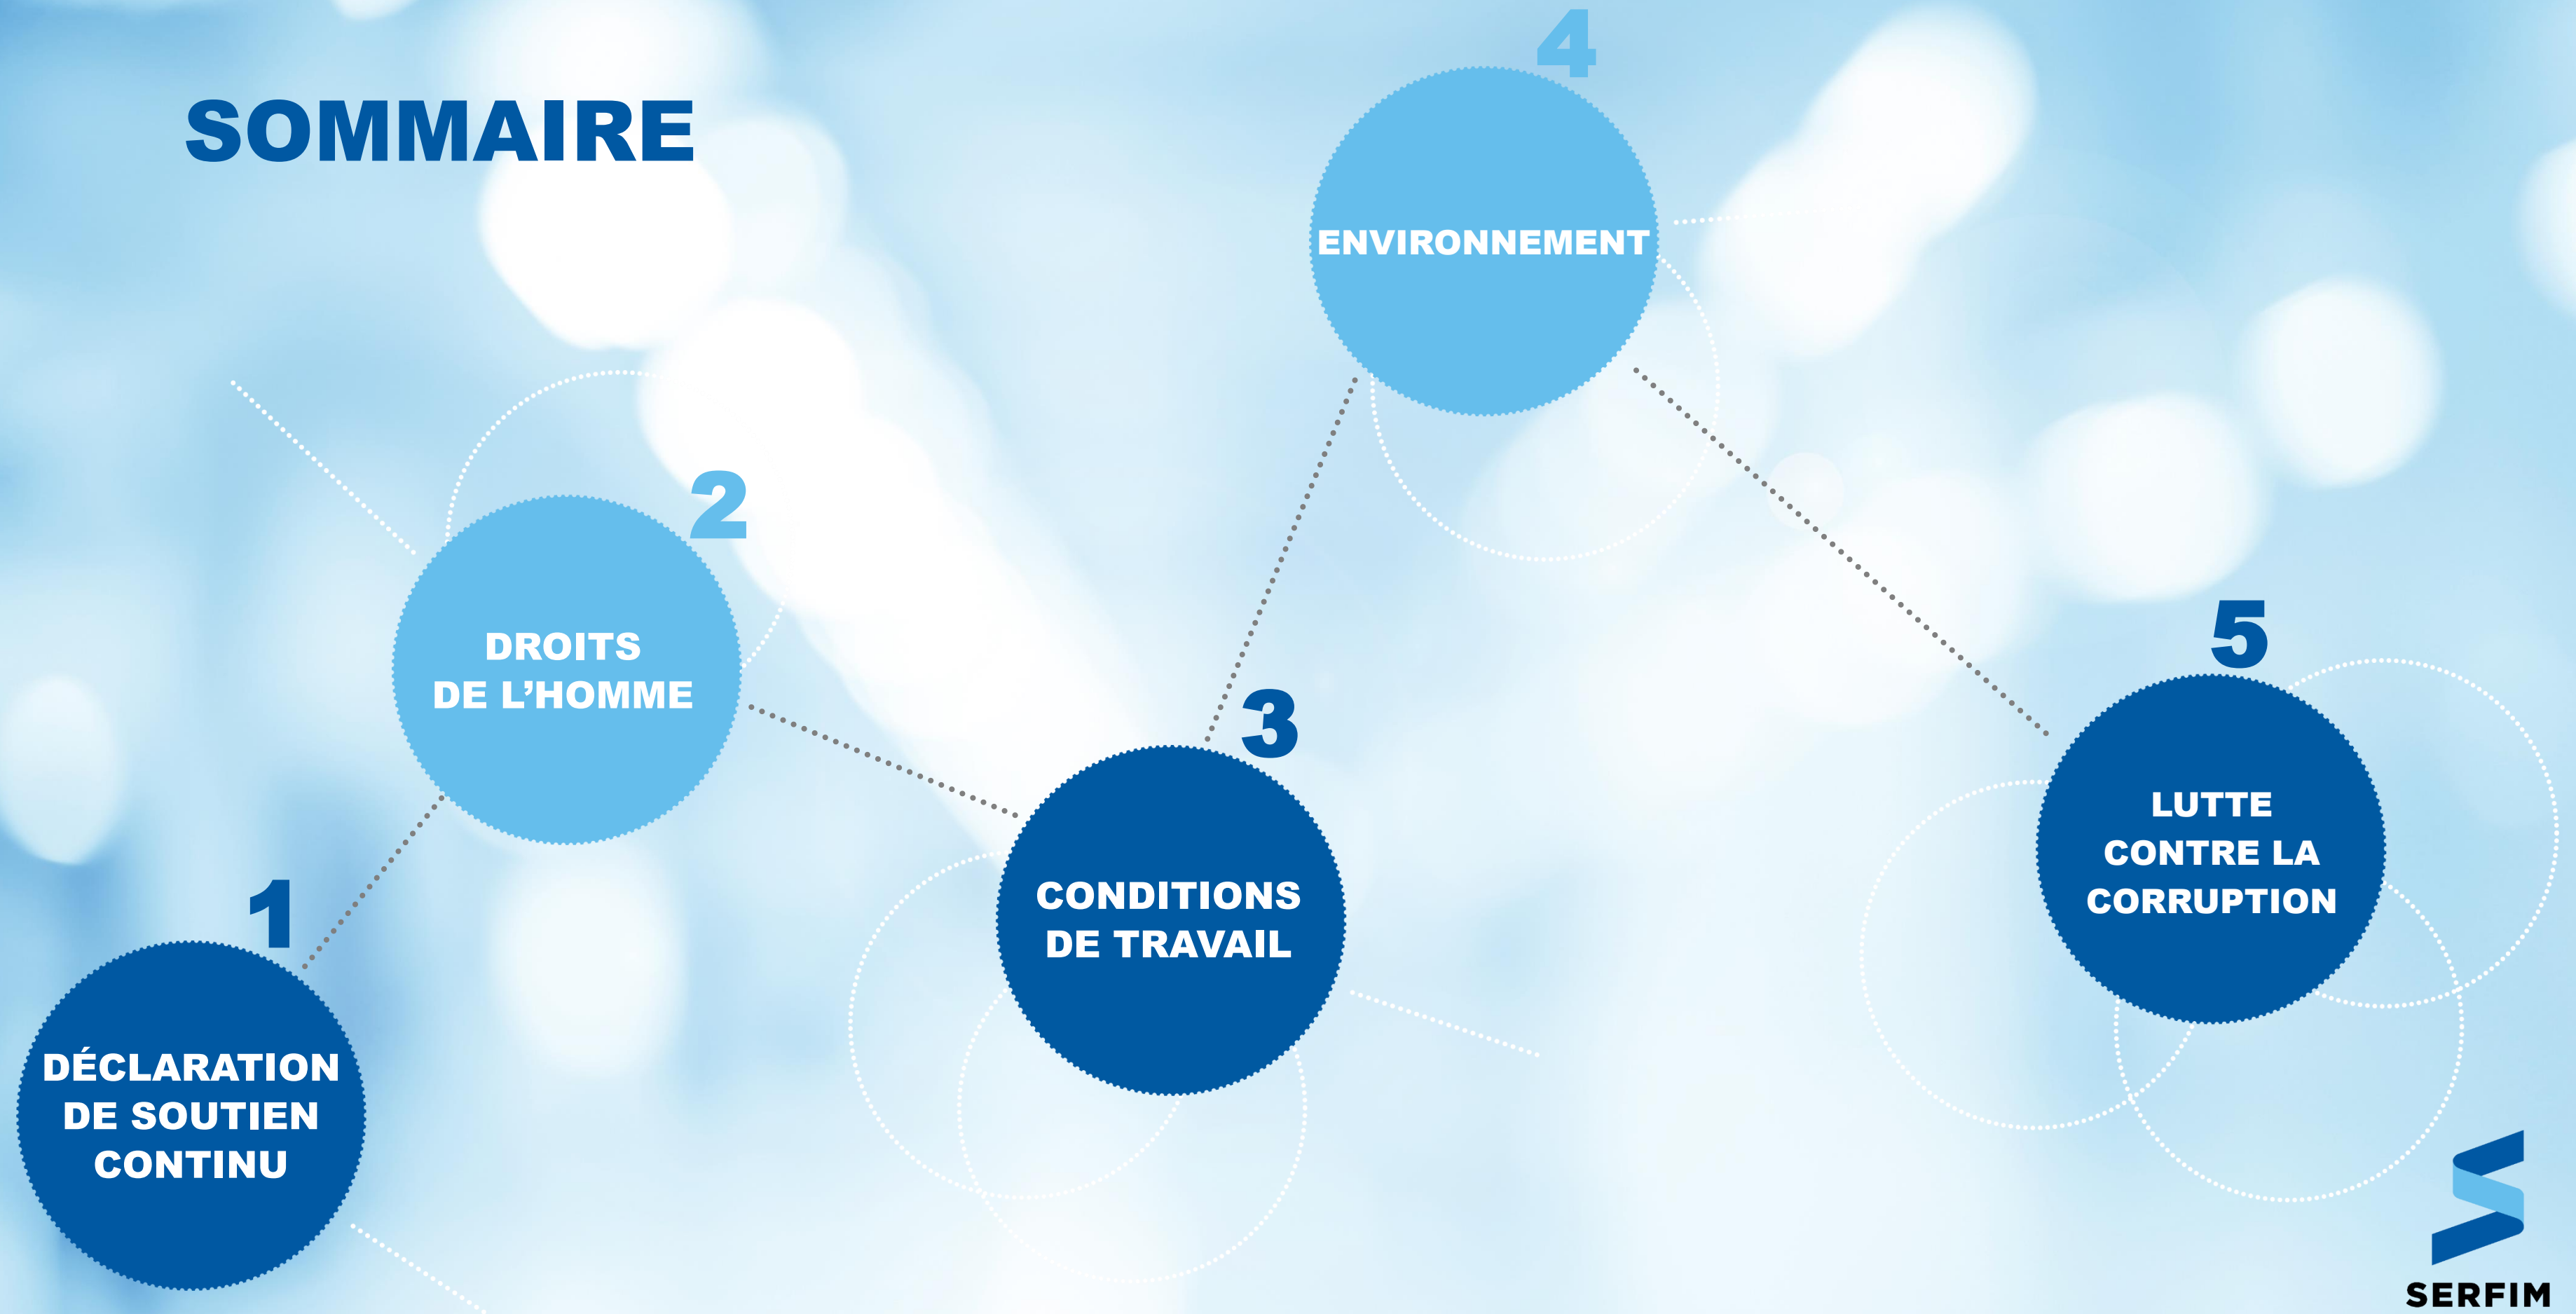 SOMMAIRE
1
DÉCLARATION
DE SOUTIEN
CONTINU
2
DROITS
DE L’HOMME
3
CONDITIONS
DE TRAVAIL
4
ENVIRONNEMENT
5
LUTTE
CONTRE LA
CORRUPTION
SERFIM